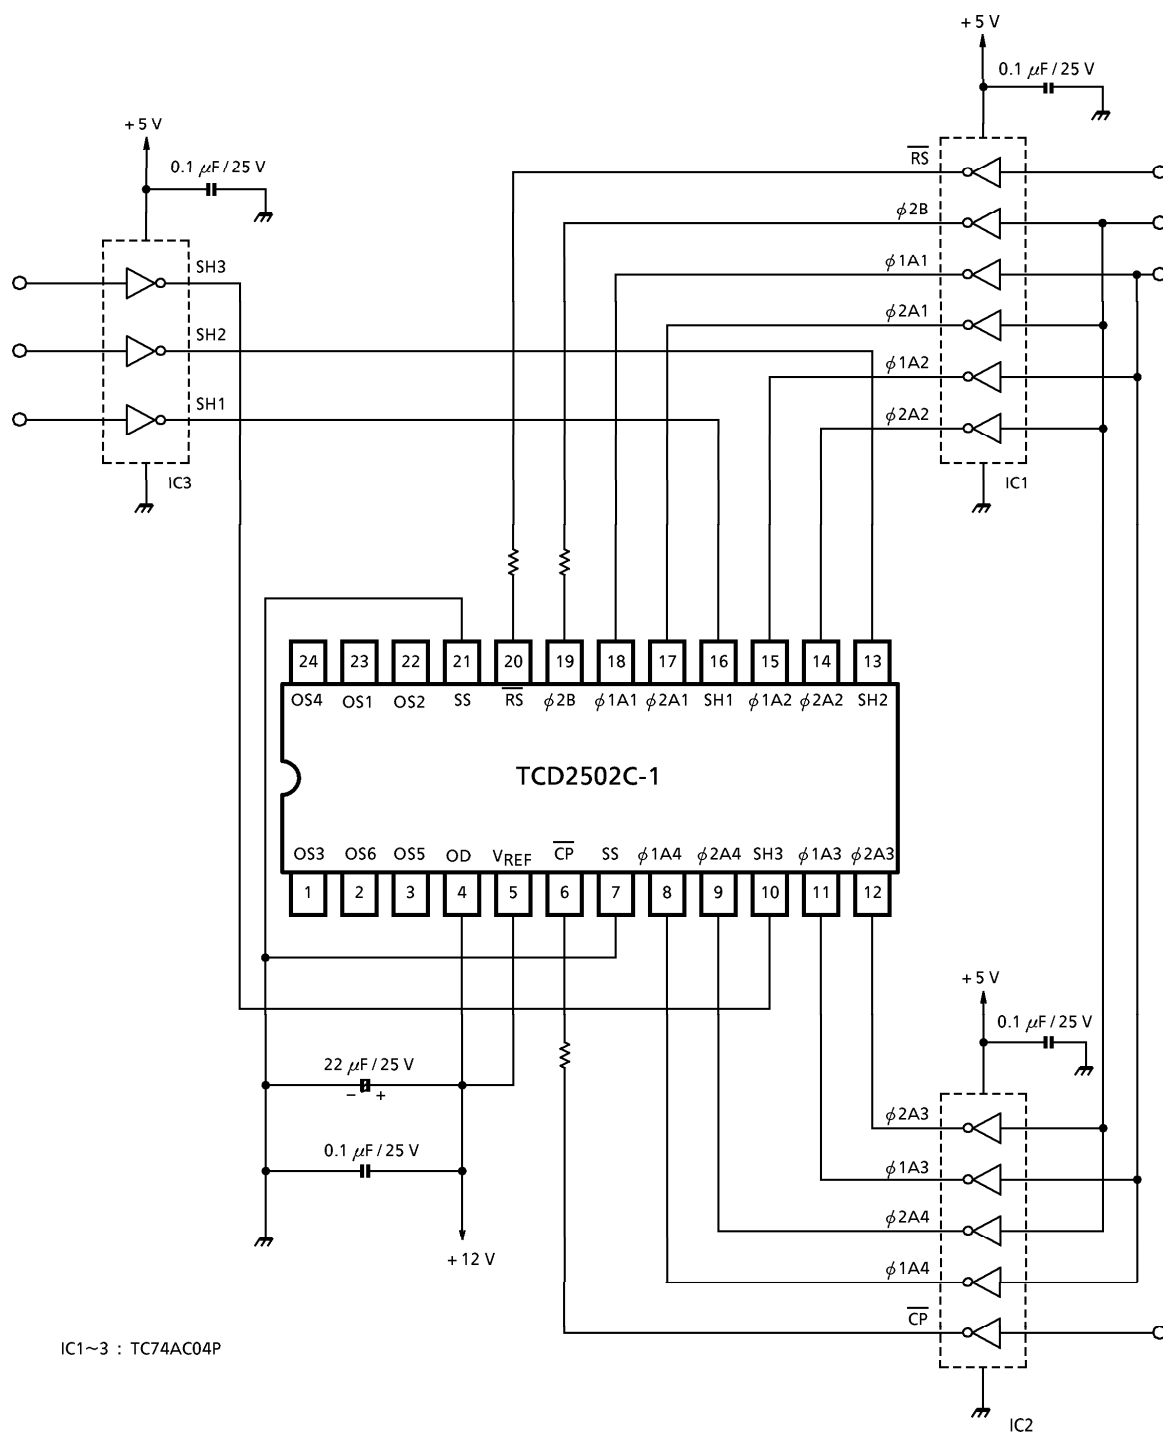 + 5 V
0.1 μF / 25 V
+ 5 V
0.1 μF / 25 V
R̅S̅
ϕ2B
ϕ1A1
ϕ2A1
ϕ1A2
ϕ2A2
IC1
SH3
SH2
SH1
IC3
24 23 22 21 20 19 18 17 16 15 14 13
OS4 OS1 OS2 SS R̅S̅ ϕ2B ϕ1A1 ϕ2A1 SH1 ϕ1A2 ϕ2A2 SH2
TCD2502C-1
OS3 OS6 OS5 OD VREF C̅P̅ SS ϕ1A4 ϕ2A4 SH3 ϕ1A3 ϕ2A3
1 2 3 4 5 6 7 8 9 10 11 12
+ 5 V
0.1 μF / 25 V
22 μF / 25 V
− +
0.1 μF / 25 V
+ 12 V
ϕ2A3
ϕ1A3
ϕ2A4
ϕ1A4
C̅P̅
IC2
IC1~3 : TC74AC04P